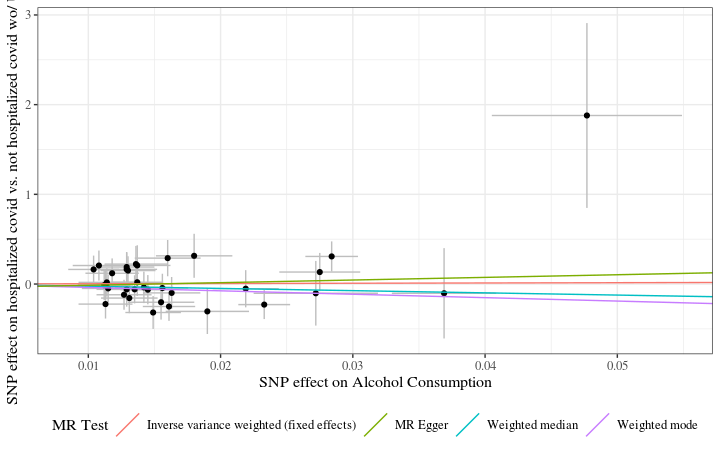 SNP effect on hospitalized covid vs. not hospitalized covid wo/
3
2
1
0
0.01 0.02 0.03 0.04 0.05
SNP effect on Alcohol Consumption
MR Test Inverse variance weighted (fixed effects) MR Egger Weighted median Weighted mode